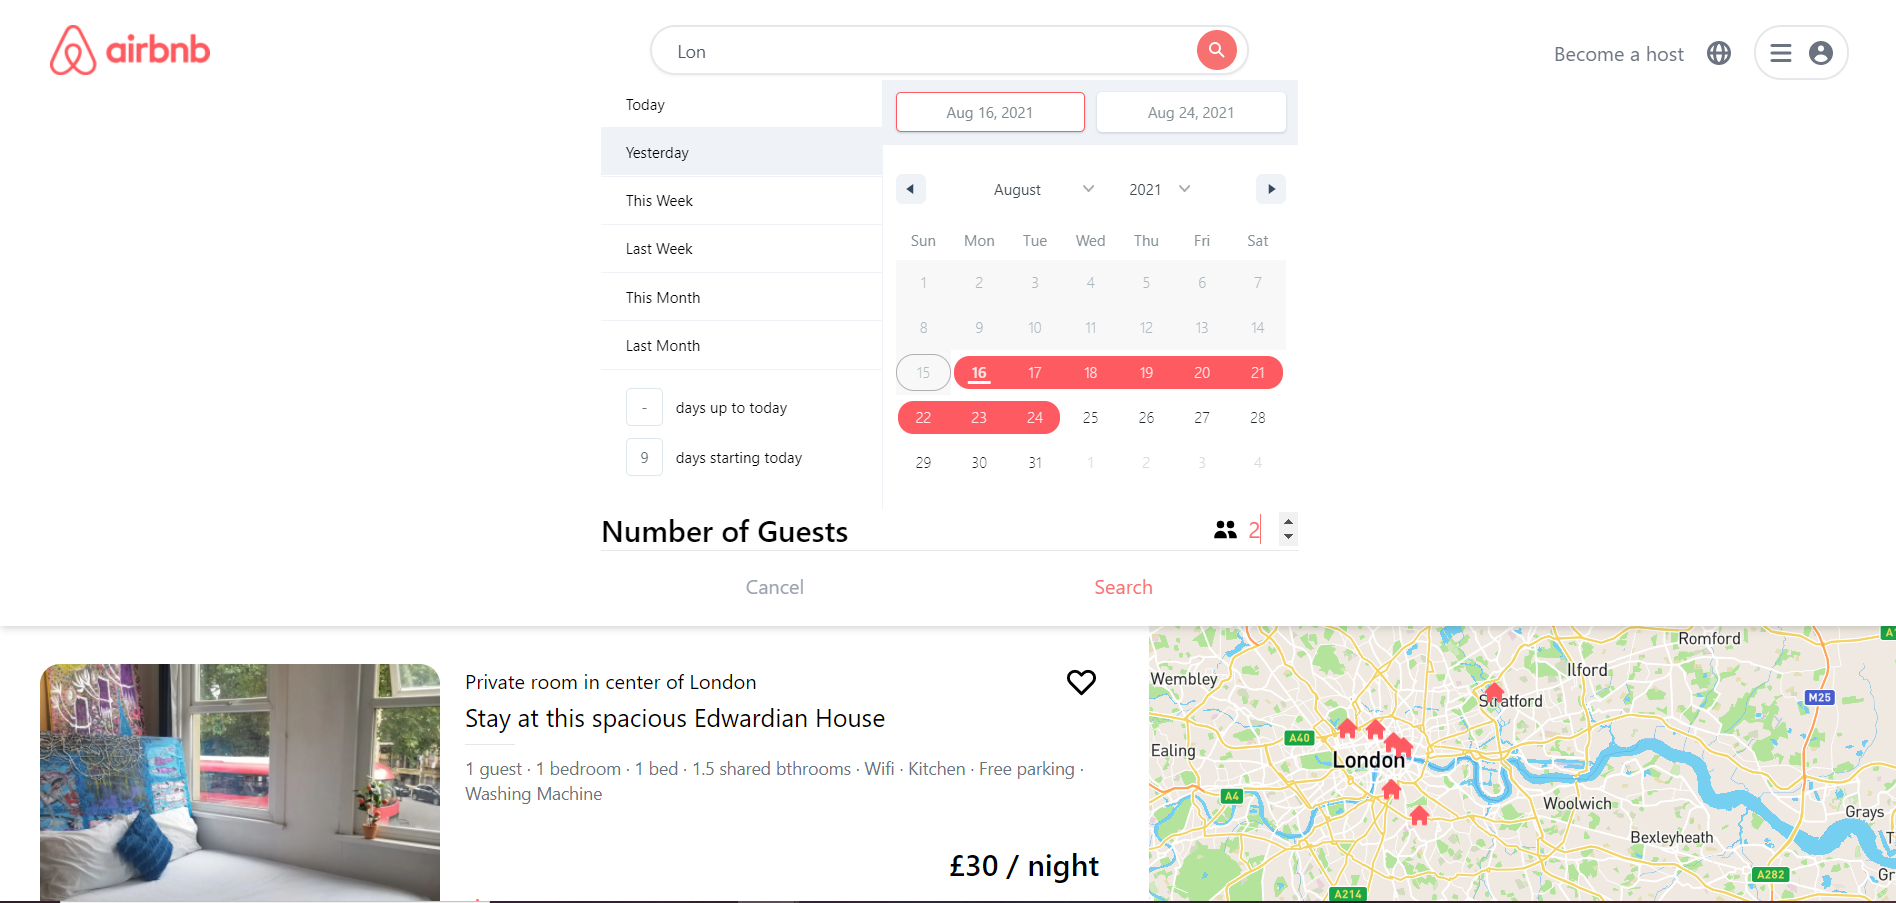 airbnb
Lon
Become a host
Today
Yesterday
This Week
Last Week
This Month
Last Month
- days up to today
9 days starting today
Aug 16, 2021 Aug 24, 2021
August 2021
Sun Mon Tue Wed Thu Fri Sat
1 2 3 4 5 6 7
8 9 10 11 12 13 14
15 16 17 18 19 20 21
22 23 24 25 26 27 28
29 30 31 1 2 3 4
Number of Guests 2
Cancel Search
Private room in center of London
Stay at this spacious Edwardian House
1 guest · 1 bedroom · 1 bed · 1.5 shared bthrooms · Wifi · Kitchen · Free parking ·
Washing Machine
£30 / night
Romford
Ilford
Wembley
M25
Stratford
A40
Ealing
London
A4
Woolwich
Grays
Bexleyheath
A282
Gr
A214